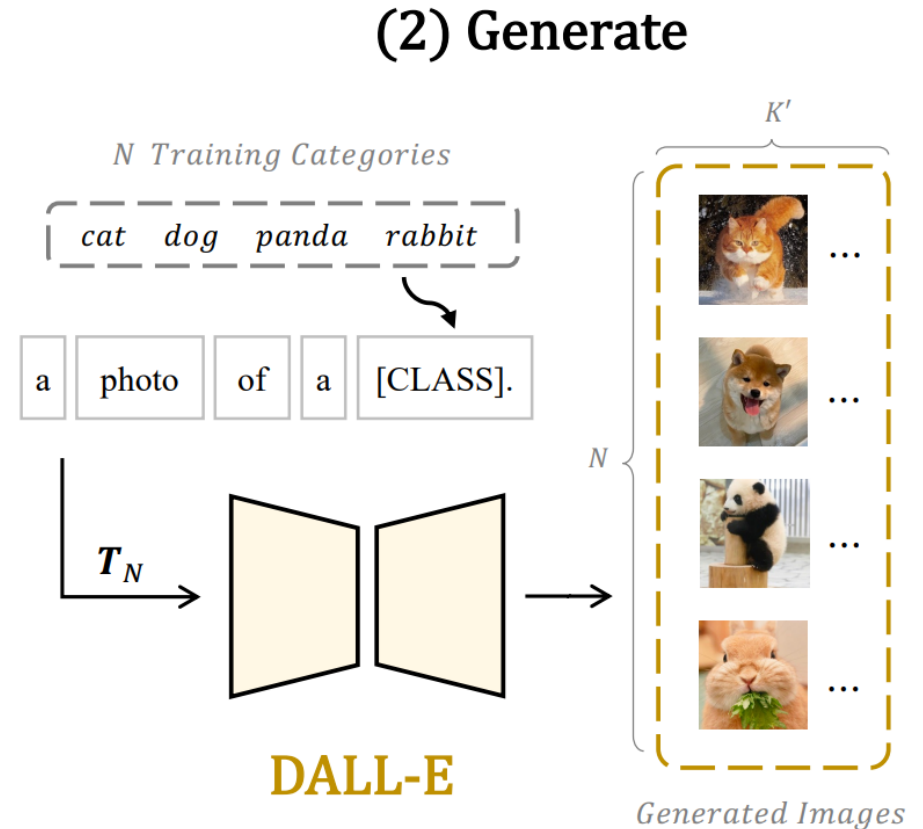 (2) Generate
K′
N Training Categories
cat dog panda rabbit
...
a photo of a [CLASS].
...
N
...
T_N
...
DALL-E
Generated Images